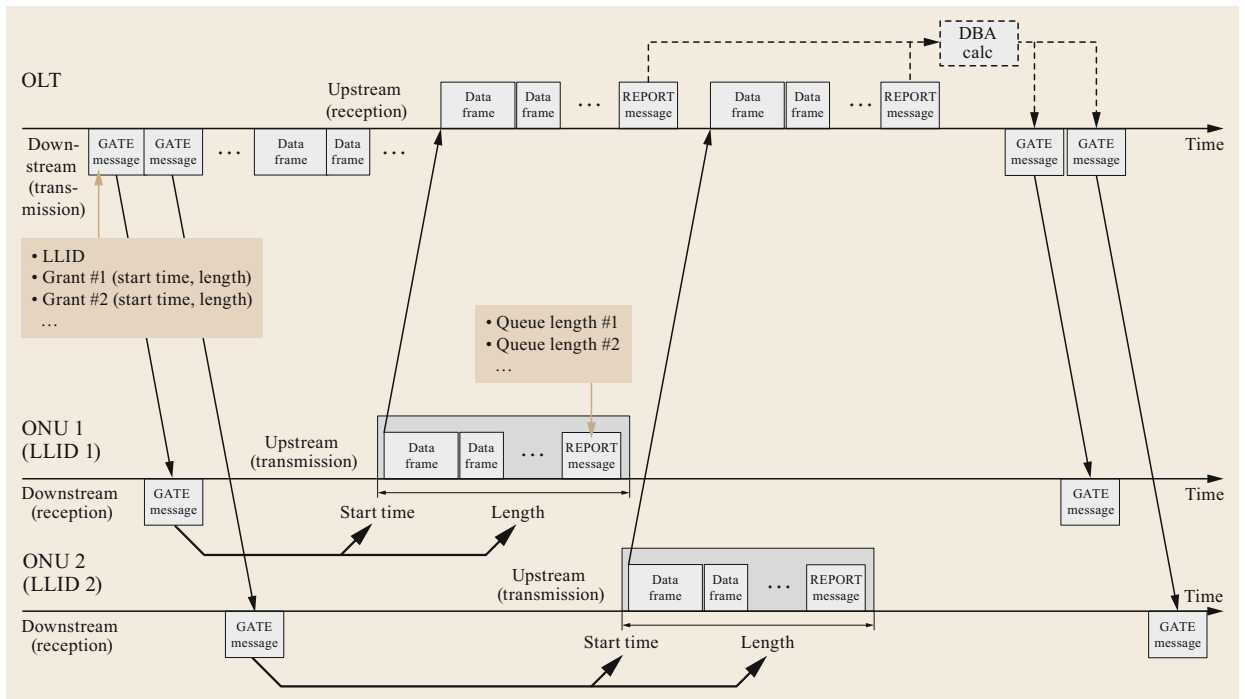 DBA
calc
OLT
Upstream
(reception)
Data
frame
Data
frame
...
REPORT
message
Data
frame
Data
frame
...
REPORT
message
Down-
stream
(trans-
mission)
GATE
message
GATE
message
...
Data
frame
Data
frame
...
GATE
message
GATE
message
Time
• LLID
• Grant #1 (start time, length)
• Grant #2 (start time, length)
...
• Queue length #1
• Queue length #2
...
ONU 1
(LLID 1)
Upstream
(transmission)
Data
frame
Data
frame
...
REPORT
message
Downstream
(reception)
GATE
message
Start time
Length
GATE
message
Time
ONU 2
(LLID 2)
Upstream
(transmission)
Data
frame
Data
frame
...
REPORT
message
Time
Downstream
(reception)
GATE
message
Start time
Length
GATE
message